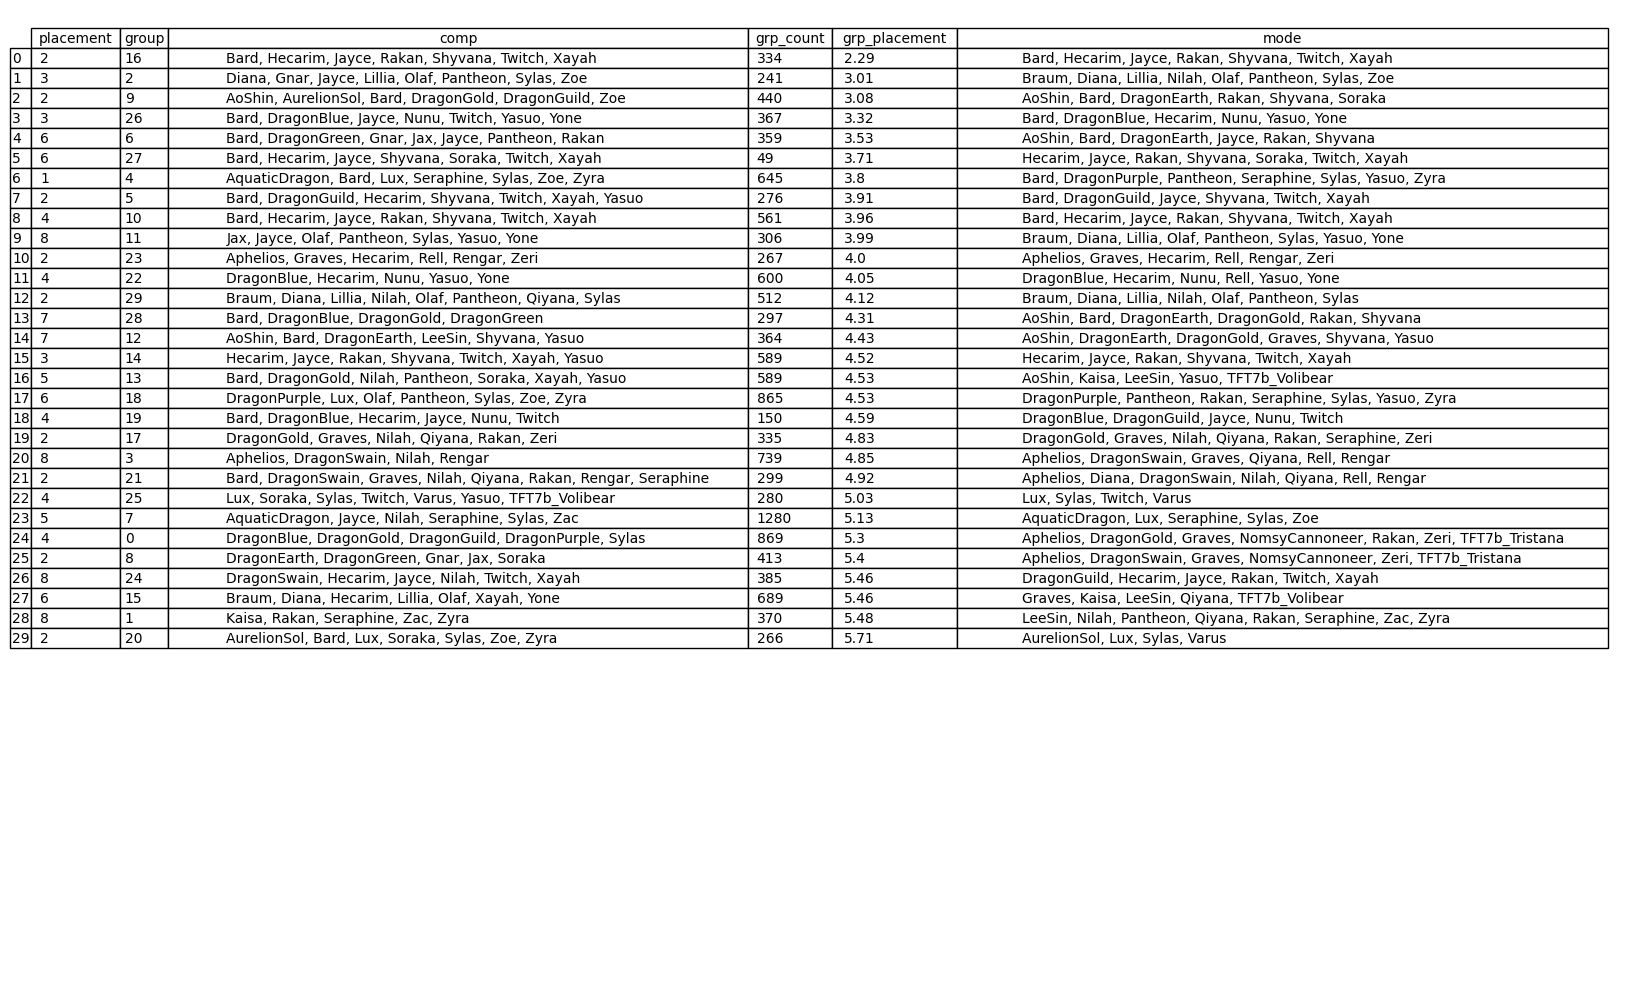 placement group comp grp_count grp_placement mode
0 2 16 Bard, Hecarim, Jayce, Rakan, Shyvana, Twitch, Xayah 334 2.29 Bard, Hecarim, Jayce, Rakan, Shyvana, Twitch, Xayah
1 3 2 Diana, Gnar, Jayce, Lillia, Olaf, Pantheon, Sylas, Zoe 241 3.01 Braum, Diana, Lillia, Nilah, Olaf, Pantheon, Sylas, Zoe
2 2 9 AoShin, AurelionSol, Bard, DragonGold, DragonGuild, Zoe 440 3.08 AoShin, Bard, DragonEarth, Rakan, Shyvana, Soraka
3 3 26 Bard, DragonBlue, Jayce, Nunu, Twitch, Yasuo, Yone 367 3.32 Bard, DragonBlue, Hecarim, Nunu, Yasuo, Yone
4 6 6 Bard, DragonGreen, Gnar, Jax, Jayce, Pantheon, Rakan 359 3.53 AoShin, Bard, DragonEarth, Jayce, Rakan, Shyvana
5 6 27 Bard, Hecarim, Jayce, Shyvana, Soraka, Twitch, Xayah 49 3.71 Hecarim, Jayce, Rakan, Shyvana, Soraka, Twitch, Xayah
6 1 4 AquaticDragon, Bard, Lux, Seraphine, Sylas, Zoe, Zyra 645 3.8 Bard, DragonPurple, Pantheon, Seraphine, Sylas, Yasuo, Zyra
7 2 5 Bard, DragonGuild, Hecarim, Shyvana, Twitch, Xayah, Yasuo 276 3.91 Bard, DragonGuild, Jayce, Shyvana, Twitch, Xayah
8 4 10 Bard, Hecarim, Jayce, Rakan, Shyvana, Twitch, Xayah 561 3.96 Bard, Hecarim, Jayce, Rakan, Shyvana, Twitch, Xayah
9 8 11 Jax, Jayce, Olaf, Pantheon, Sylas, Yasuo, Yone 306 3.99 Braum, Diana, Lillia, Olaf, Pantheon, Sylas, Yasuo, Yone
10 2 23 Aphelios, Graves, Hecarim, Rell, Rengar, Zeri 267 4.0 Aphelios, Graves, Hecarim, Rell, Rengar, Zeri
11 4 22 DragonBlue, Hecarim, Nunu, Yasuo, Yone 600 4.05 DragonBlue, Hecarim, Nunu, Rell, Yasuo, Yone
12 2 29 Braum, Diana, Lillia, Nilah, Olaf, Pantheon, Qiyana, Sylas 512 4.12 Braum, Diana, Lillia, Nilah, Olaf, Pantheon, Sylas
13 7 28 Bard, DragonBlue, DragonGold, DragonGreen 297 4.31 AoShin, Bard, DragonEarth, DragonGold, Rakan, Shyvana
14 7 12 AoShin, Bard, DragonEarth, LeeSin, Shyvana, Yasuo 364 4.43 AoShin, DragonEarth, DragonGold, Graves, Shyvana, Yasuo
15 3 14 Hecarim, Jayce, Rakan, Shyvana, Twitch, Xayah, Yasuo 589 4.52 Hecarim, Jayce, Rakan, Shyvana, Twitch, Xayah
16 5 13 Bard, DragonGold, Nilah, Pantheon, Soraka, Xayah, Yasuo 589 4.53 AoShin, Kaisa, LeeSin, Yasuo, TFT7b_Volibear
17 6 18 DragonPurple, Lux, Olaf, Pantheon, Sylas, Zoe, Zyra 865 4.53 DragonPurple, Pantheon, Rakan, Seraphine, Sylas, Yasuo, Zyra
18 4 19 Bard, DragonBlue, Hecarim, Jayce, Nunu, Twitch 150 4.59 DragonBlue, DragonGuild, Jayce, Nunu, Twitch
19 2 17 DragonGold, Graves, Nilah, Qiyana, Rakan, Zeri 335 4.83 DragonGold, Graves, Nilah, Qiyana, Rakan, Seraphine, Zeri
20 8 3 Aphelios, DragonSwain, Nilah, Rengar 739 4.85 Aphelios, DragonSwain, Graves, Qiyana, Rell, Rengar
21 2 21 Bard, DragonSwain, Graves, Nilah, Qiyana, Rakan, Rengar, Seraphine 299 4.92 Aphelios, Diana, DragonSwain, Nilah, Qiyana, Rell, Rengar
22 4 25 Lux, Soraka, Sylas, Twitch, Varus, Yasuo, TFT7b_Volibear 280 5.03 Lux, Sylas, Twitch, Varus
23 5 7 AquaticDragon, Jayce, Nilah, Seraphine, Sylas, Zac 1280 5.13 AquaticDragon, Lux, Seraphine, Sylas, Zoe
24 4 0 DragonBlue, DragonGold, DragonGuild, DragonPurple, Sylas 869 5.3 Aphelios, DragonGold, Graves, NomsyCannoneer, Rakan, Zeri, TFT7b_Tristana
25 2 8 DragonEarth, DragonGreen, Gnar, Jax, Soraka 413 5.4 Aphelios, DragonSwain, Graves, NomsyCannoneer, Zeri, TFT7b_Tristana
26 8 24 DragonSwain, Hecarim, Jayce, Nilah, Twitch, Xayah 385 5.46 DragonGuild, Hecarim, Jayce, Rakan, Twitch, Xayah
27 6 15 Braum, Diana, Hecarim, Lillia, Olaf, Xayah, Yone 689 5.46 Graves, Kaisa, LeeSin, Qiyana, TFT7b_Volibear
28 8 1 Kaisa, Rakan, Seraphine, Zac, Zyra 370 5.48 LeeSin, Nilah, Pantheon, Qiyana, Rakan, Seraphine, Zac, Zyra
29 2 20 AurelionSol, Bard, Lux, Soraka, Sylas, Zoe, Zyra 266 5.71 AurelionSol, Lux, Sylas, Varus